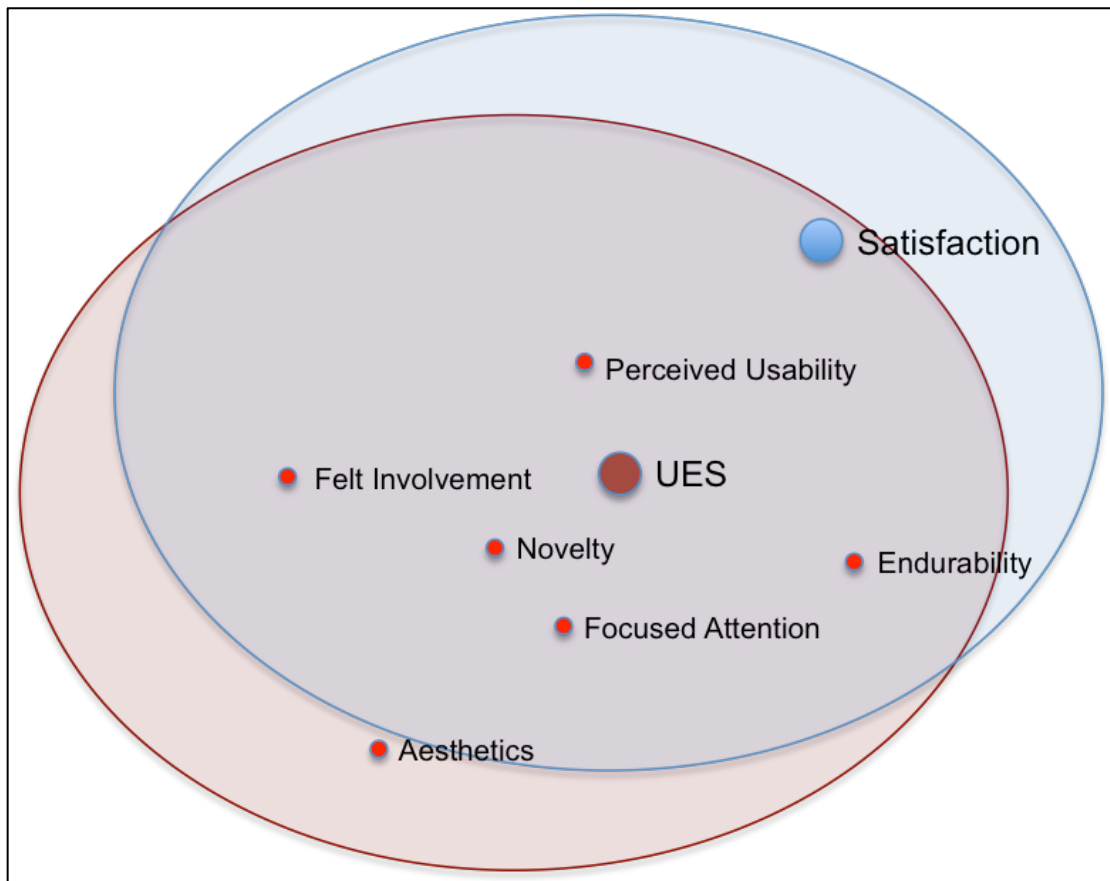 Satisfaction
Perceived Usability
Felt Involvement
UES
Novelty
Endurability
Focused Attention
Aesthetics